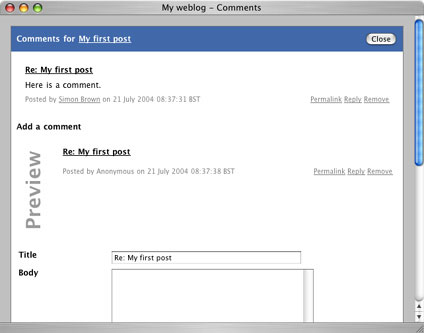 My weblog – Comments
Comments for My first post Close
Re: My first post
Here is a comment.
Posted by Simon Brown on 21 July 2004 08:37:31 BST Permalink Reply Remove
Add a comment
Preview
Re: My first post
Posted by Anonymous on 21 July 2004 08:37:38 BST Permalink Reply Remove
Title Re: My first post
Body